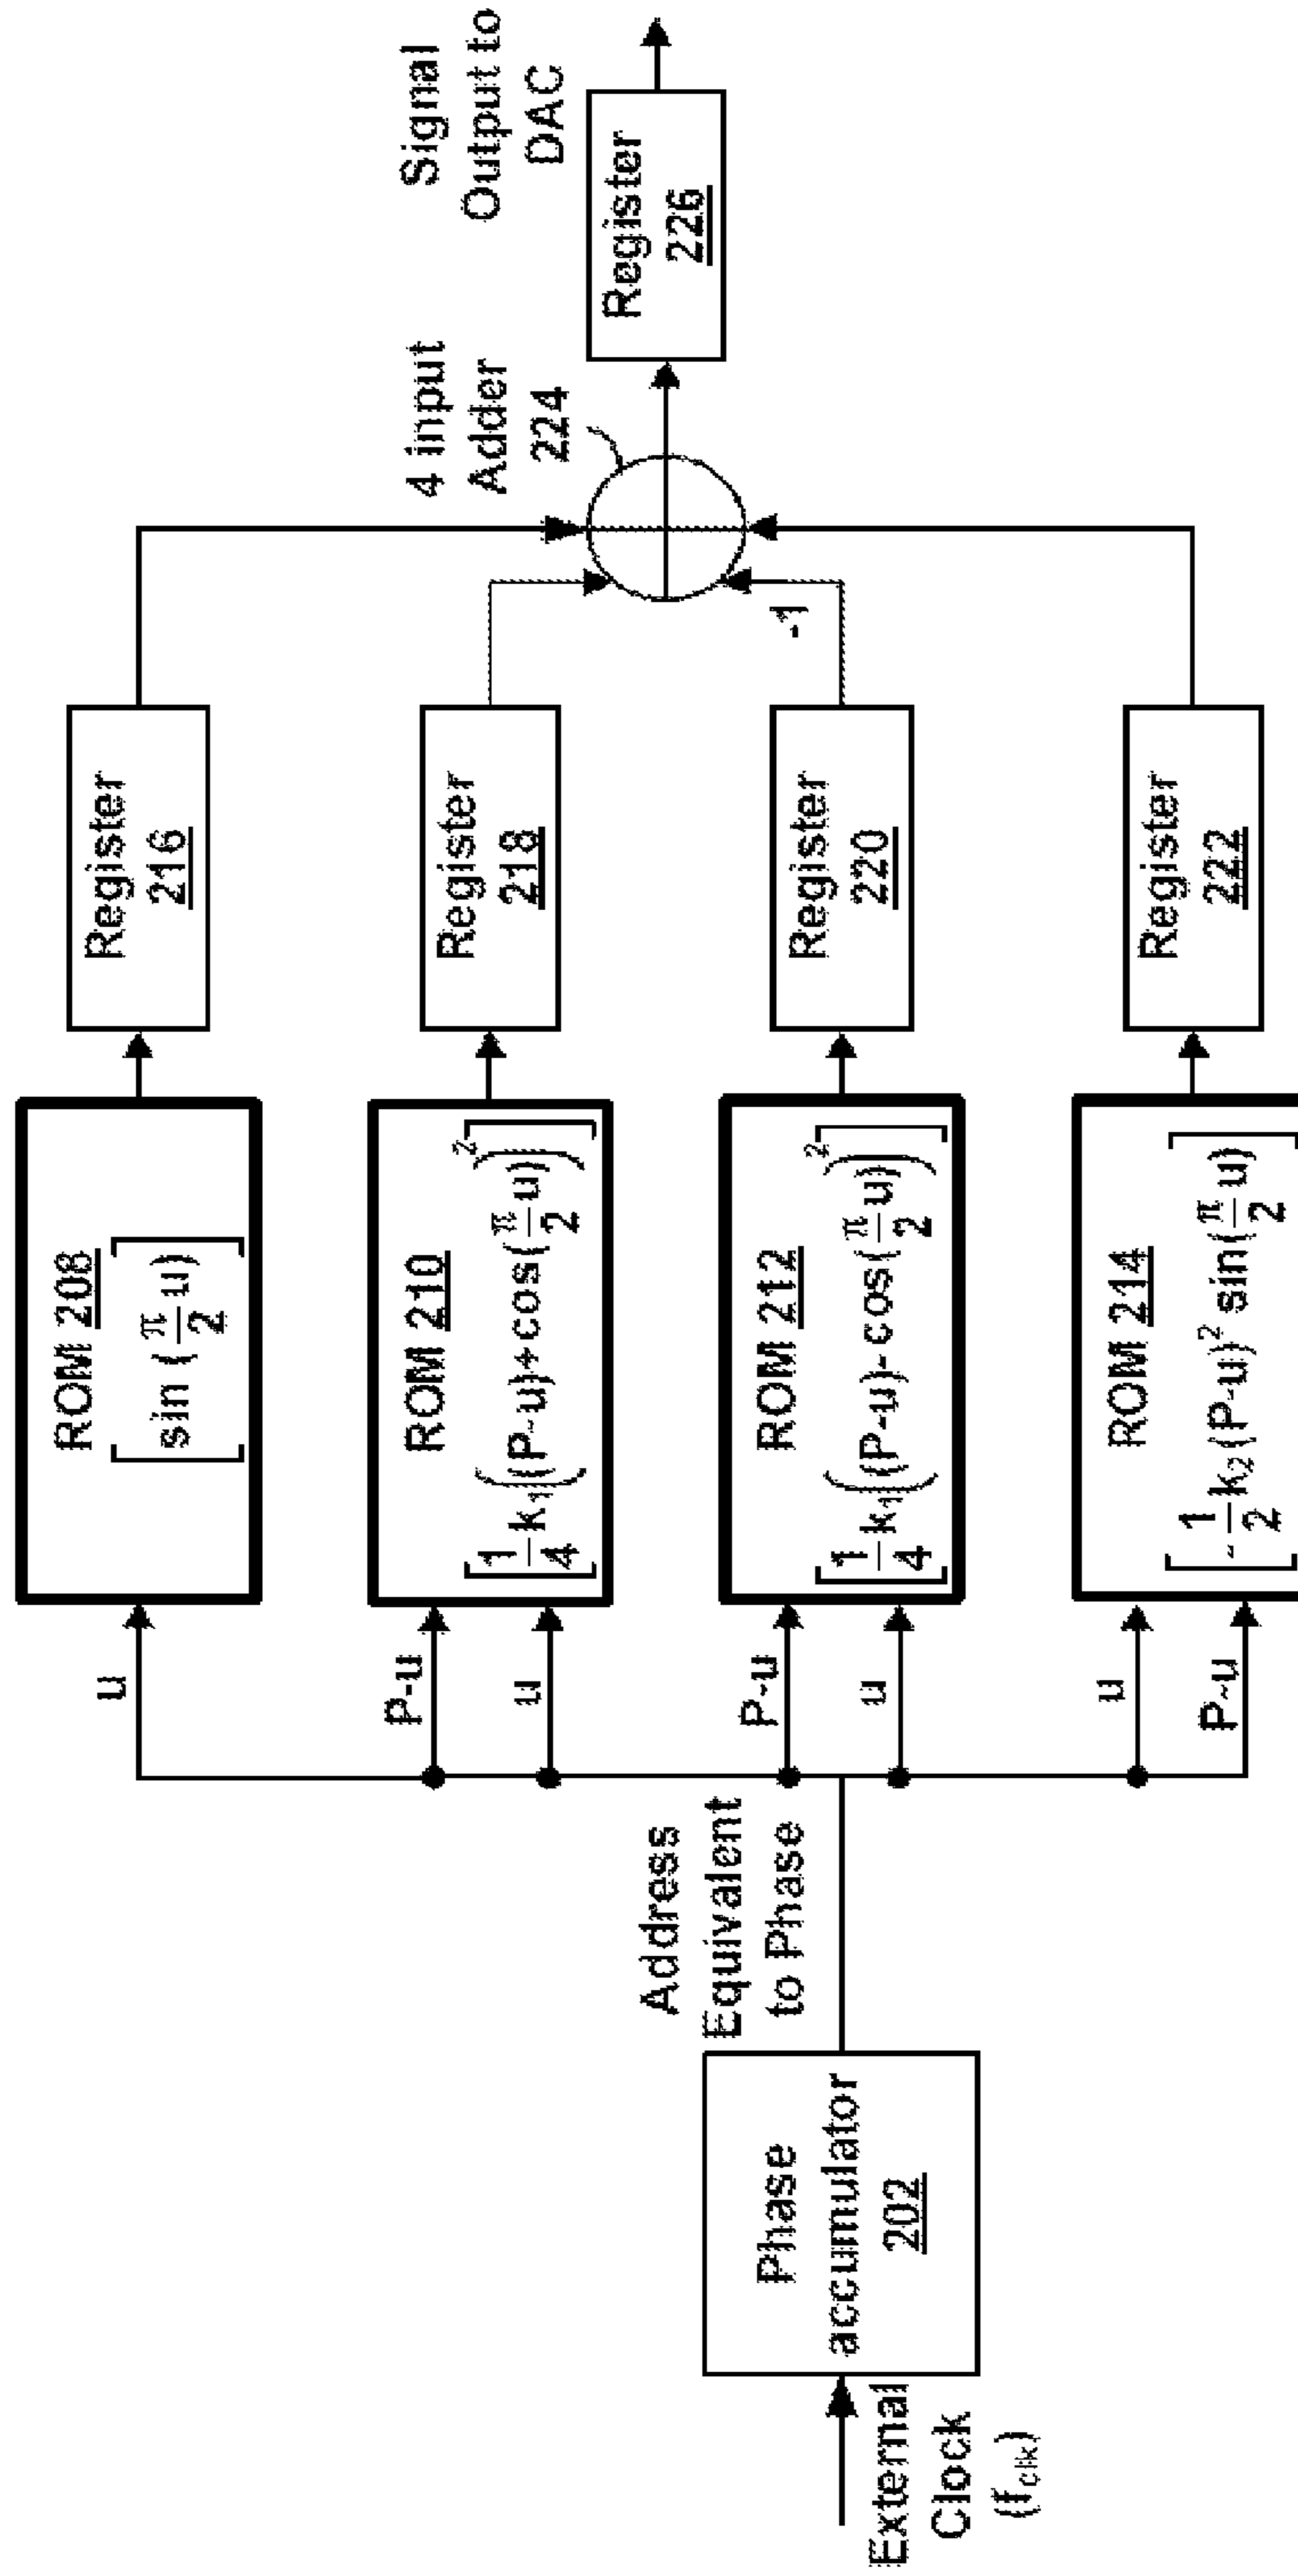 External
Clock
(f_clk)
Phase
accumulator
202
Address
Equivalent
to Phase
u
P-u
u
P-u
u
u
P-u
ROM 208
[sin (π/2 u)]
ROM 210
[1/4 k₁((P-u)+cos(π/2 u))²]
ROM 212
[1/4 k₁((P-u)-cos(π/2 u))²]
ROM 214
[-1/2 k₂(P-u)² sin(π/2 u)]
Register
216
Register
218
Register
220
Register
222
-1
4 input
Adder
224
Register
226
Signal
Output to
DAC